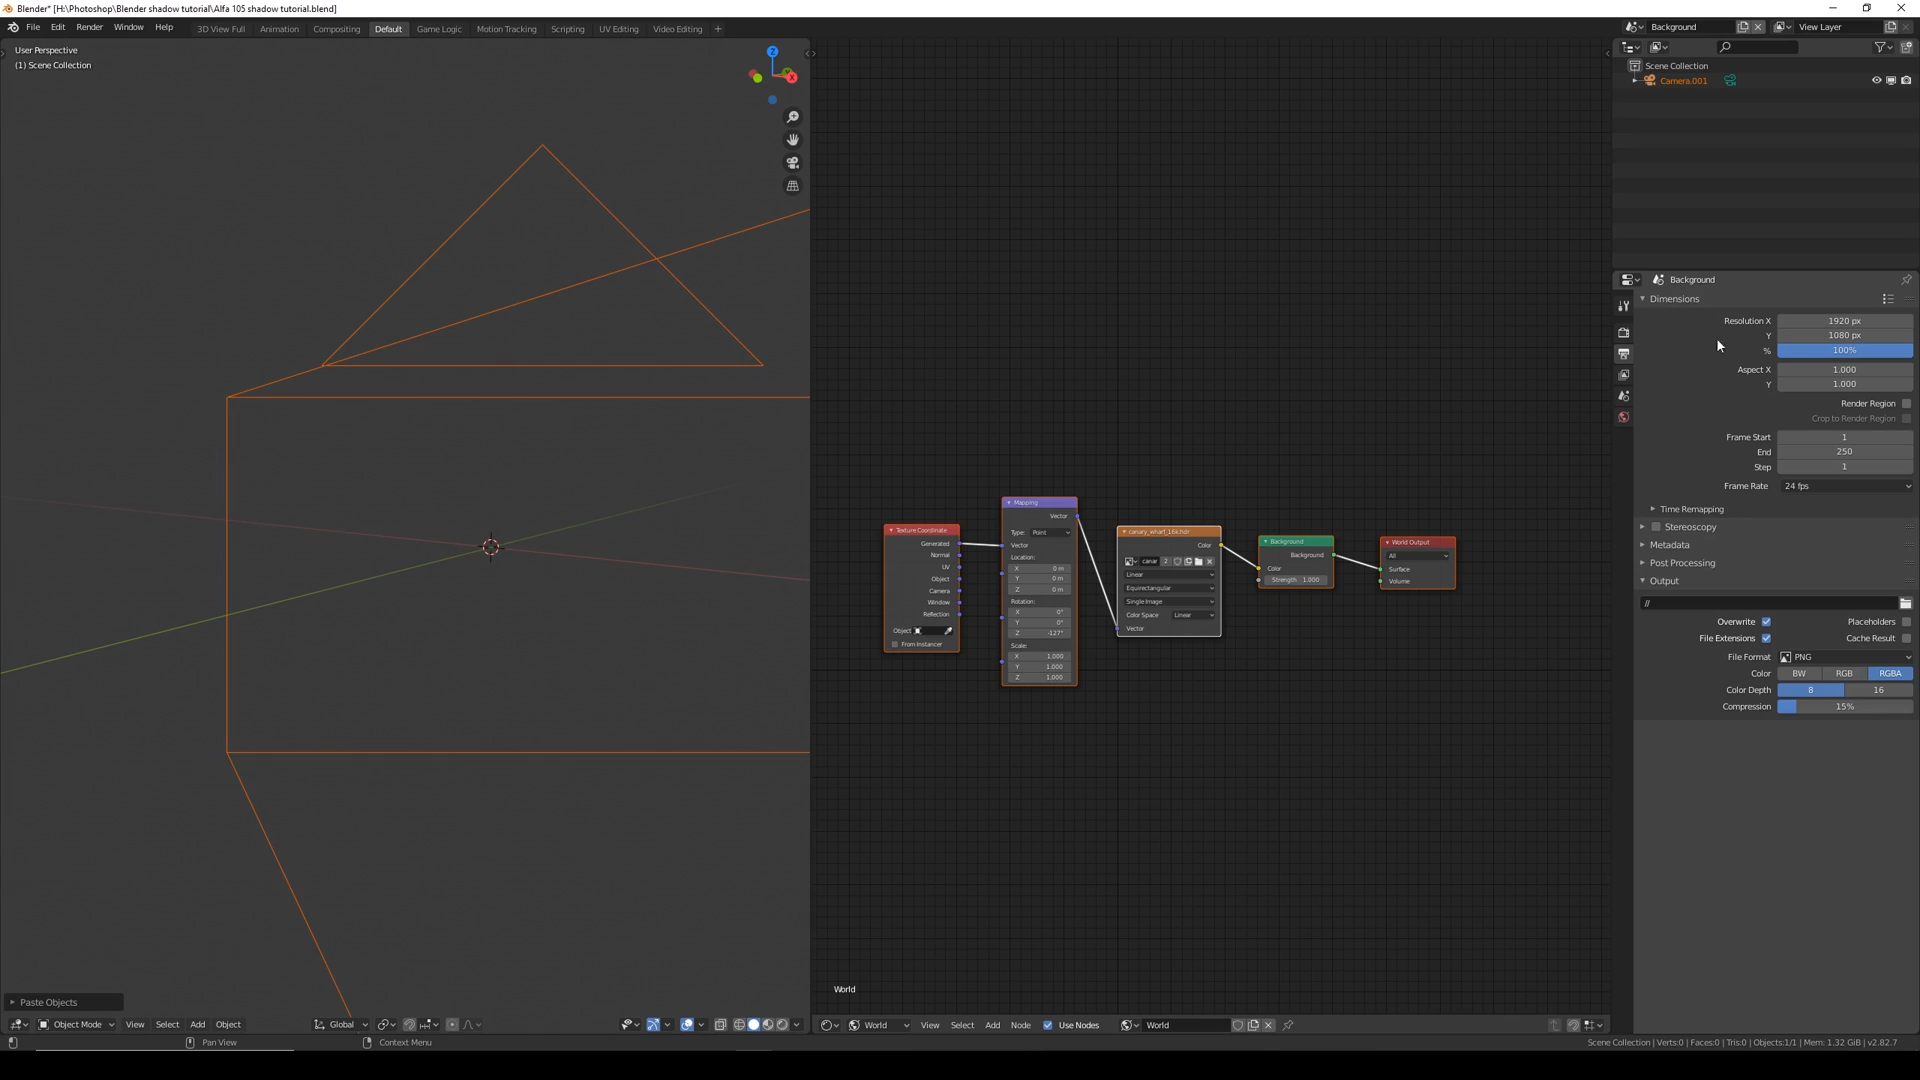 Blender* [H:\Photoshop\Blender shadow tutorial\Alfa 105 shadow tutorial.blend]
File Edit Render Window Help 3D View Full Animation Compositing Default Game Logic Motion Tracking Scripting UV Editing Video Editing + Background View Layer
User Perspective
(1) Scene Collection
Z
Y
X
Scene Collection
Camera.001
Background
Dimensions
Resolution X 1920 px
Y 1080 px
% 100%
Aspect X 1.000
Y 1.000
Render Region
Crop to Render Region
Frame Start 1
End 250
Step 1
Frame Rate 24 fps
Time Remapping
Stereoscopy
Metadata
Post Processing
Output
//
Overwrite Placeholders
File Extensions Cache Result
File Format PNG
Color BW RGB RGBA
Color Depth 8 16
Compression 15%
Texture Coordinate
Generated
Normal
UV
Object
Camera
Window
Reflection
Object
From Instancer
Mapping
Vector
Type: Point
Vector
Location:
X 0 m
Y 0 m
Z 0 m
Rotation:
X 0°
Y 0°
Z -127°
Scale:
X 1.000
Y 1.000
Z 1.000
canary_wharf_16k.hdr
Color
canar 2
Linear
Equirectangular
Single Image
Color Space Linear
Vector
Background
Background
Color
Strength 1.000
World Output
All
Surface
Volume
World
Paste Objects
Object Mode View Select Add Object Global
World View Select Add Node Use Nodes World
Pan View Context Menu
Scene Collection | Verts:0 | Faces:0 | Tris:0 | Objects:1/1 | Mem: 1.32 GiB | v2.82.7